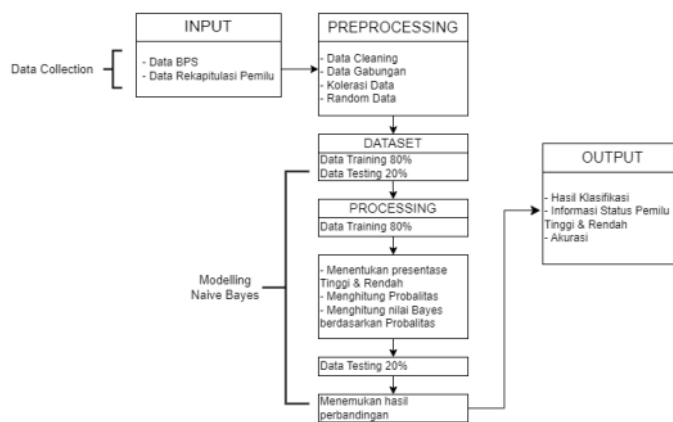 INPUT
- Data BPS
- Data Rekapitulasi Pemilu
Data Collection
PREPROCESSING
- Data Cleaning
- Data Gabungan
- Kolerasi Data
- Random Data
DATASET
Data Training 80%
Data Testing 20%
PROCESSING
Data Training 80%
- Menentukan presentase
Tinggi & Rendah
- Menghitung Probalitas
- Menghitung nilai Bayes
berdasarkan Probalitas
Data Testing 20%
Menemukan hasil
perbandingan
Modelling
Naive Bayes
OUTPUT
- Hasil Klasifikasi
- Informasi Status Pemilu
Tinggi & Rendah
- Akurasi